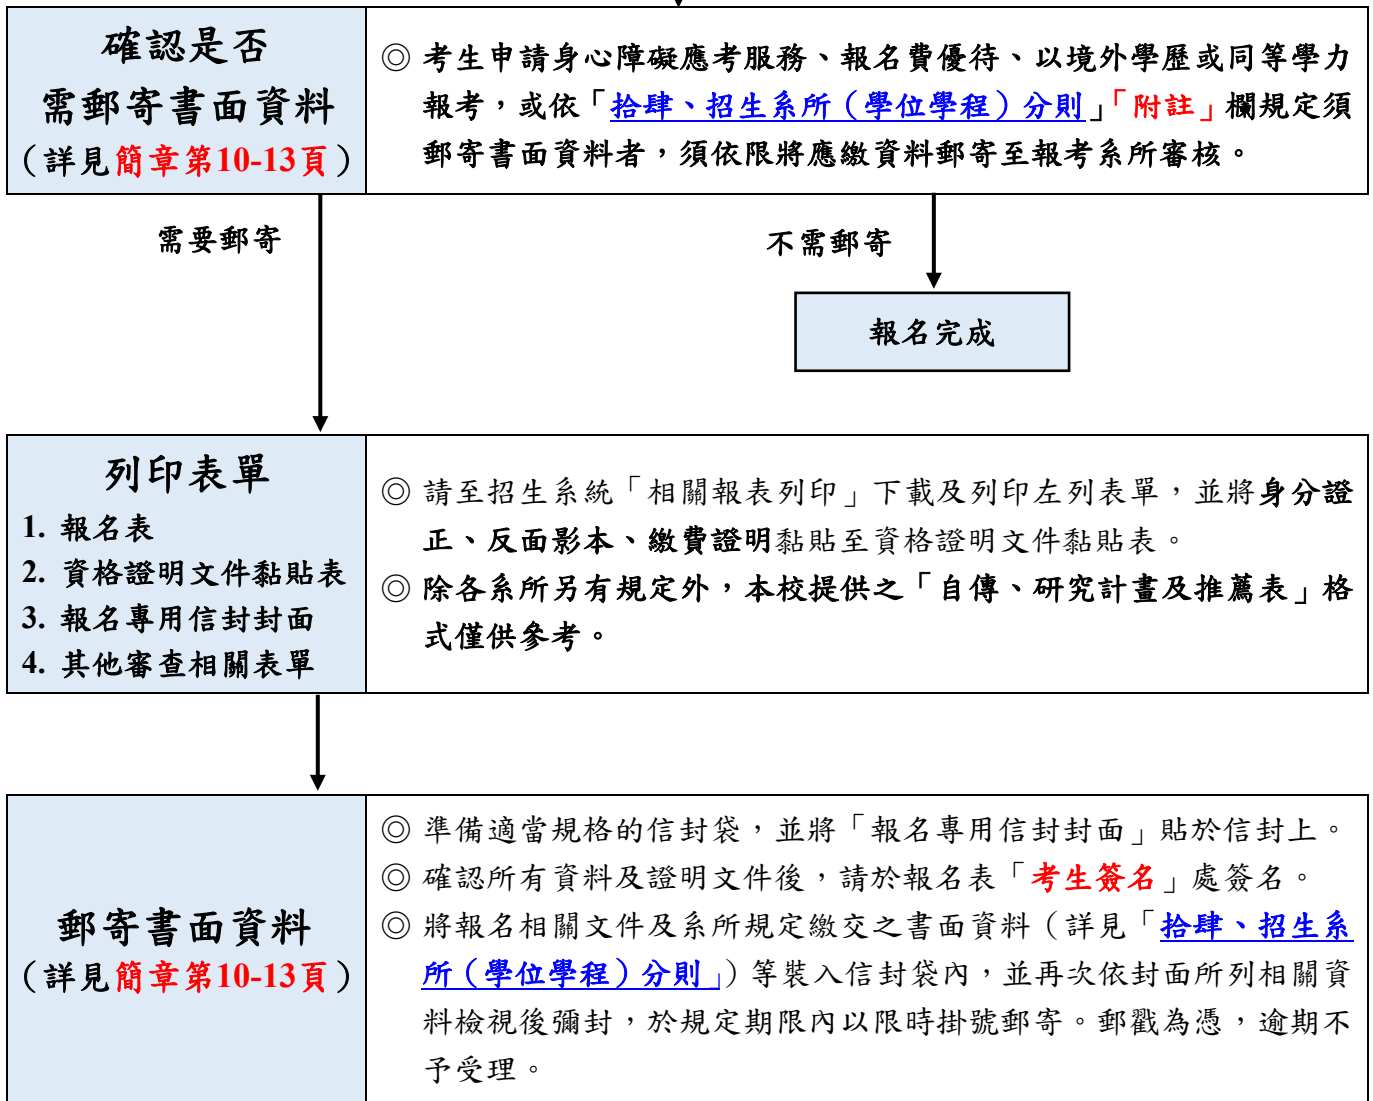 確認是否
需郵寄書面資料
（詳見簡章第10-13頁）
◎ 考生申請身心障礙應考服務、報名費優待、以境外學歷或同等學力
報考，或依「拾肆、招生系所（學位學程）分則」「附註」欄規定須
郵寄書面資料者，須依限將應繳資料郵寄至報考系所審核。
需要郵寄
不需郵寄
報名完成
列印表單
1. 報名表
2. 資格證明文件黏貼表
3. 報名專用信封封面
4. 其他審查相關表單
◎ 請至招生系統「相關報表列印」下載及列印左列表單，並將身分證
正、反面影本、繳費證明黏貼至資格證明文件黏貼表。
◎ 除各系所另有規定外，本校提供之「自傳、研究計畫及推薦表」格
式僅供參考。
郵寄書面資料
（詳見簡章第10-13頁）
◎ 準備適當規格的信封袋，並將「報名專用信封封面」貼於信封上。
◎ 確認所有資料及證明文件後，請於報名表「考生簽名」處簽名。
◎ 將報名相關文件及系所規定繳交之書面資料（詳見「拾肆、招生系
所（學位學程）分則」）等裝入信封袋內，並再次依封面所列相關資
料檢視後彌封，於規定期限內以限時掛號郵寄。郵戳為憑，逾期不
予受理。